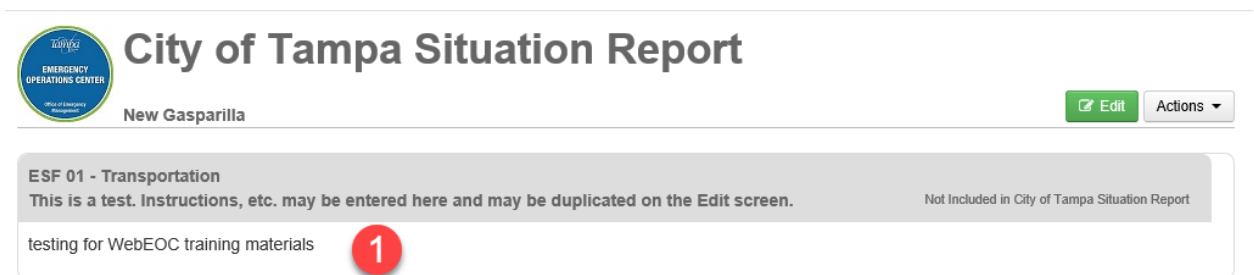 Tampa
EMERGENCY
OPERATIONS CENTER
Office of Emergency
Management
City of Tampa Situation Report
New Gasparilla
Edit
Actions
ESF 01 - Transportation
This is a test. Instructions, etc. may be entered here and may be duplicated on the Edit screen.
Not Included in City of Tampa Situation Report
testing for WebEOC training materials
1